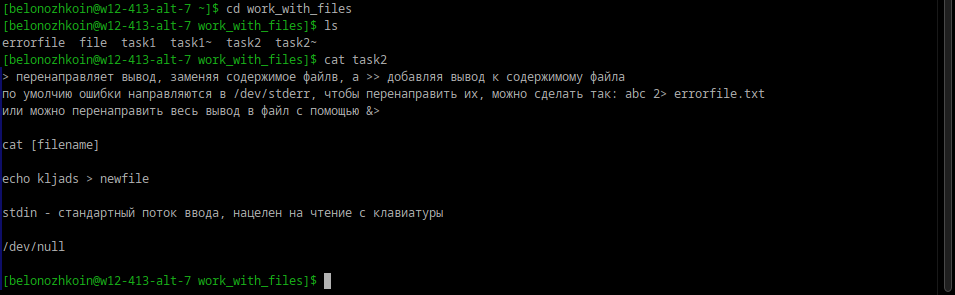 [belonozhkoin@w12-413-alt-7 ~]$ cd work_with_files
[belonozhkoin@w12-413-alt-7 work_with_files]$ ls
errorfile  file  task1  task1~  task2  task2~
[belonozhkoin@w12-413-alt-7 work_with_files]$ cat task2
> перенаправляет вывод, заменяя содержимое файлв, а >> добавляя вывод к содержимому файла
по умолчию ошибки направляются в /dev/stderr, чтобы перенаправить их, можно сделать так: abc 2> errorfile.txt
или можно перенаправить весь вывод в файл с помощью &>
cat [filename]
echo kljads > newfile
stdin - стандартный поток ввода, нацелен на чтение с клавиатуры
/dev/null
[belonozhkoin@w12-413-alt-7 work_with_files]$